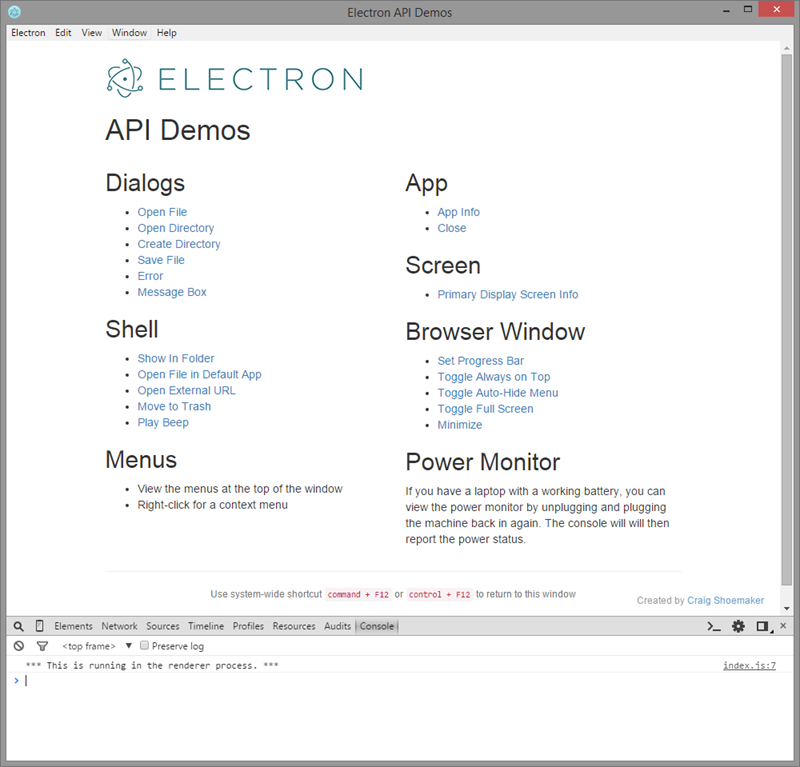 Electron API Demos
Electron Edit View Window Help
ELECTRON
API Demos
Dialogs
Open File
Open Directory
Create Directory
Save File
Error
Message Box
Shell
Show In Folder
Open File in Default App
Open External URL
Move to Trash
Play Beep
Menus
View the menus at the top of the window
Right-click for a context menu
App
App Info
Close
Screen
Primary Display Screen Info
Browser Window
Set Progress Bar
Toggle Always on Top
Toggle Auto-Hide Menu
Toggle Full Screen
Minimize
Power Monitor
If you have a laptop with a working battery, you can
view the power monitor by unplugging and plugging
the machine back in again. The console will will then
report the power status.
Use system-wide shortcut command + F12 or control + F12 to return to this window
Created by Craig Shoemaker
Elements Network Sources Timeline Profiles Resources Audits Console
<top frame> Preserve log
*** This is running in the renderer process. *** index.js:7